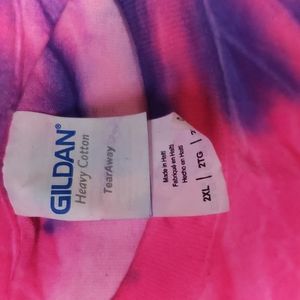 GILDAN®
Heavy Cotton
TearAway
Made in Haiti
Fabriqué en Haïti
Hecho en Haití
2XL | 2TG |